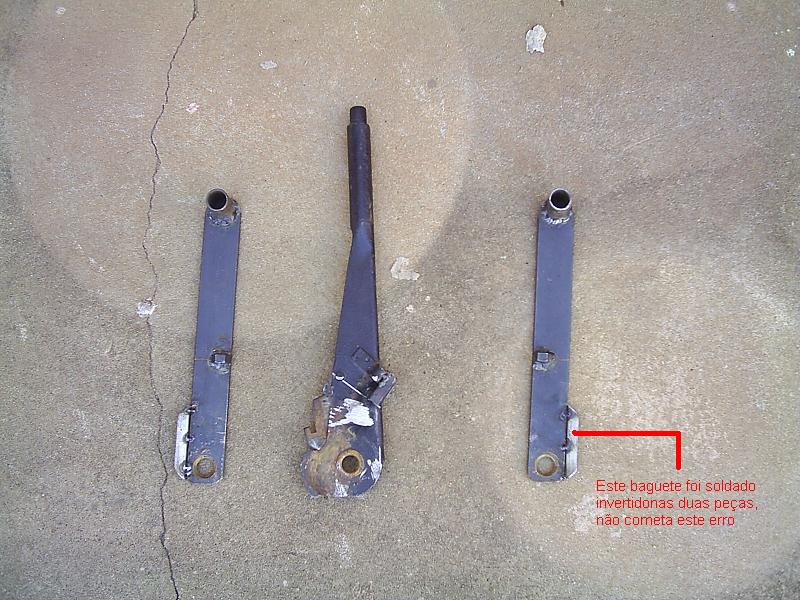 Este baguete foi soldado
invertidonas duas peças,
não cometa este erro